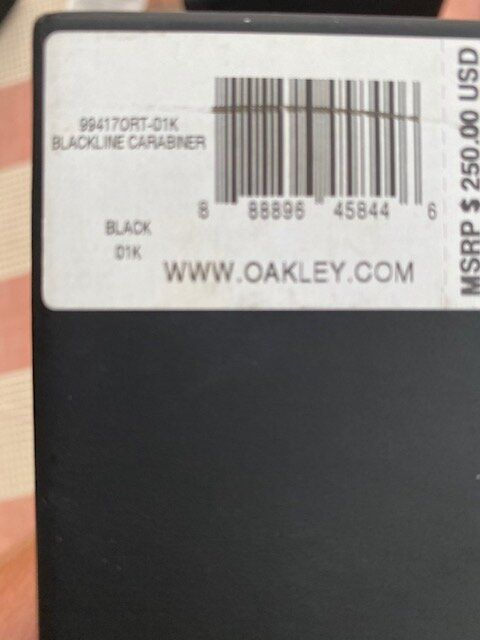 99417ORT-01K
BLACKLINE CARABINER
8 88896 45844 6
BLACK
01K
WWW.OAKLEY.COM
MSRP $ 250.00 USD